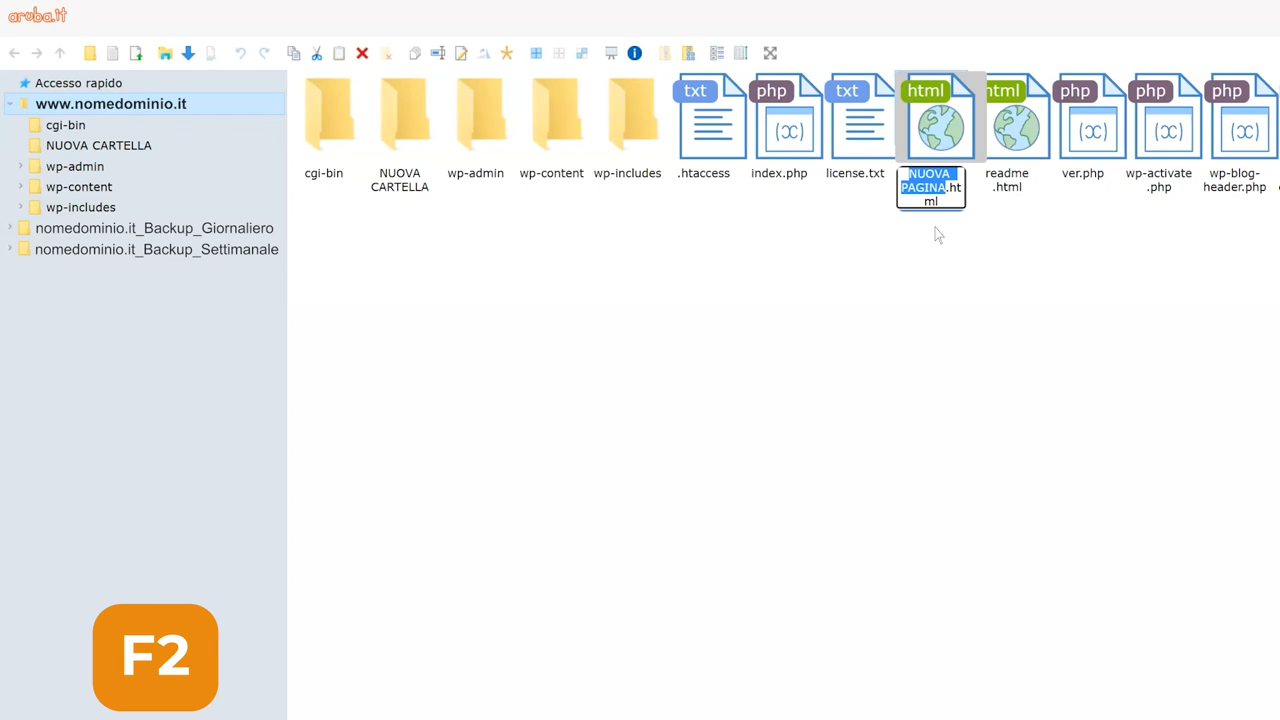 aruba.it
Accesso rapido
www.nomedominio.it
cgi-bin
NUOVA CARTELLA
wp-admin
wp-content
wp-includes
nomedominio.it_Backup_Giornaliero
nomedominio.it_Backup_Settimanale
txt
php
txt
html
html
php
php
php
cgi-bin
NUOVA
CARTELLA
wp-admin
wp-content
wp-includes
.htaccess
index.php
license.txt
NUOVA
PAGINA.ht
ml
readme
.html
ver.php
wp-activate
.php
wp-blog-
header.php
F2